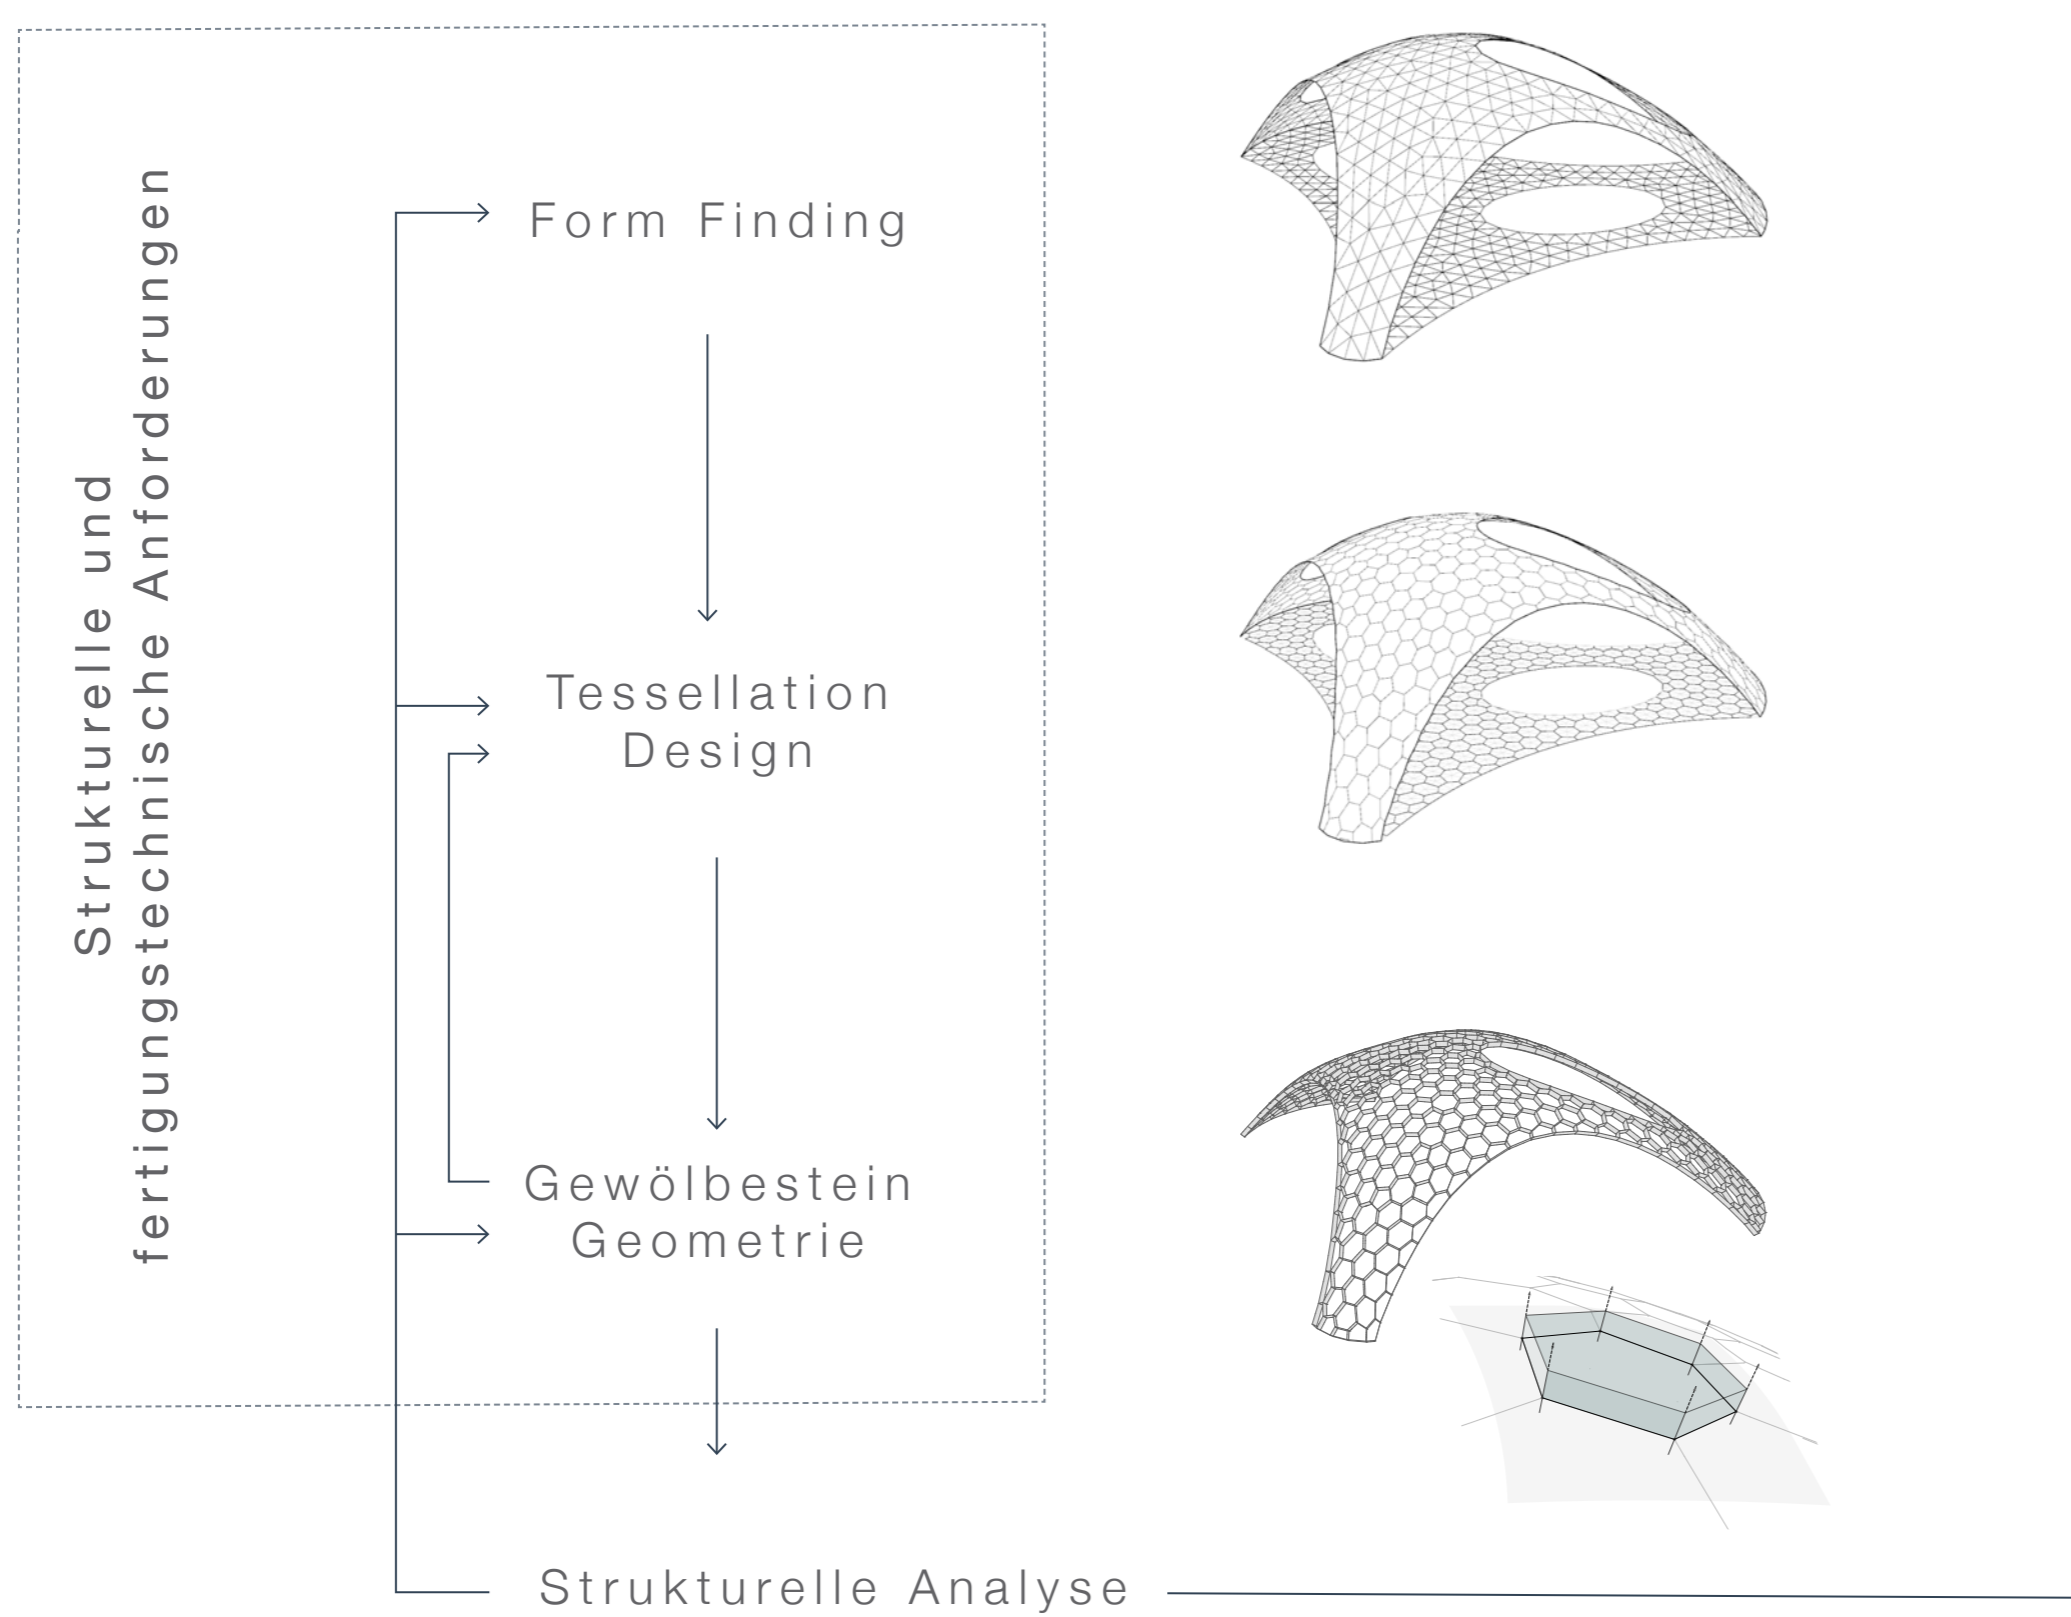 Strukturelle und
fertigungstechnische Anforderungen
Form Finding
Tessellation
Design
Gewölbestein
Geometrie
Strukturelle Analyse